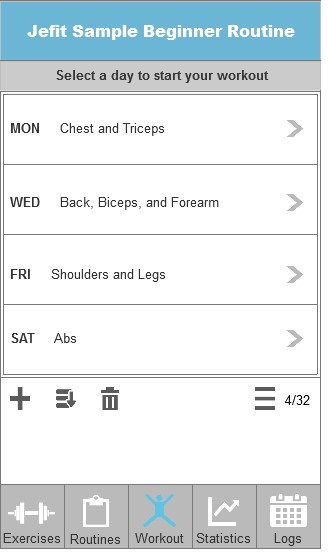 Jefit Sample Beginner Routine
Select a day to start your workout
MON Chest and Triceps
WED Back, Biceps, and Forearm
FRI Shoulders and Legs
SAT Abs
4/32
Exercises Routines Workout Statistics Logs